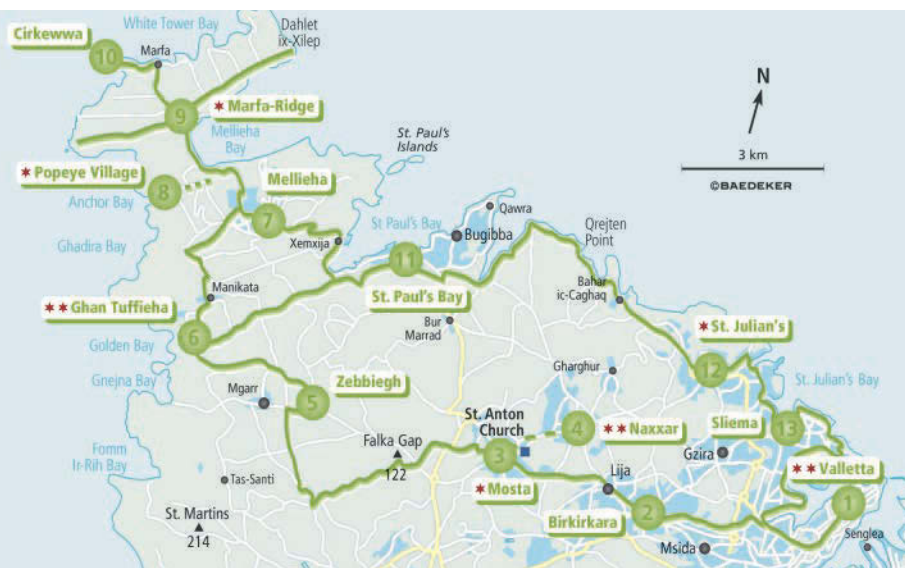 White Tower Bay
Dahlet
ix-Xilep
Cirkewwa
10
Marfa
N
9
✶ Marfa-Ridge
Mellieha
Bay
St. Paul's
Islands
3 km
©BAEDEKER
✶ Popeye Village
8
Mellieha
Anchor Bay
7
Qawra
St Paul's Bay
Qrejten
Point
Ghadira Bay
Xemxija
Bugibba
11
Manikata
St. Paul's Bay
Bahar
ic-Caghaq
✶ ✶ Ghan Tuffieha
6
Bur
Marrad
✶ St. Julian's
Golden Bay
12
Gnejna Bay
Zebbiegh
Gharghur
St. Julian's Bay
Mgarr
5
St. Anton
Church
4
✶ ✶ Naxxar
Sliema
13
Fomm
Ir-Rih Bay
Falka Gap
122
3
Gzira
✶ ✶ Valletta
Tas-Santi
✶ Mosta
Lija
1
St. Martins
214
Birkirkara
2
Msida
Senglea